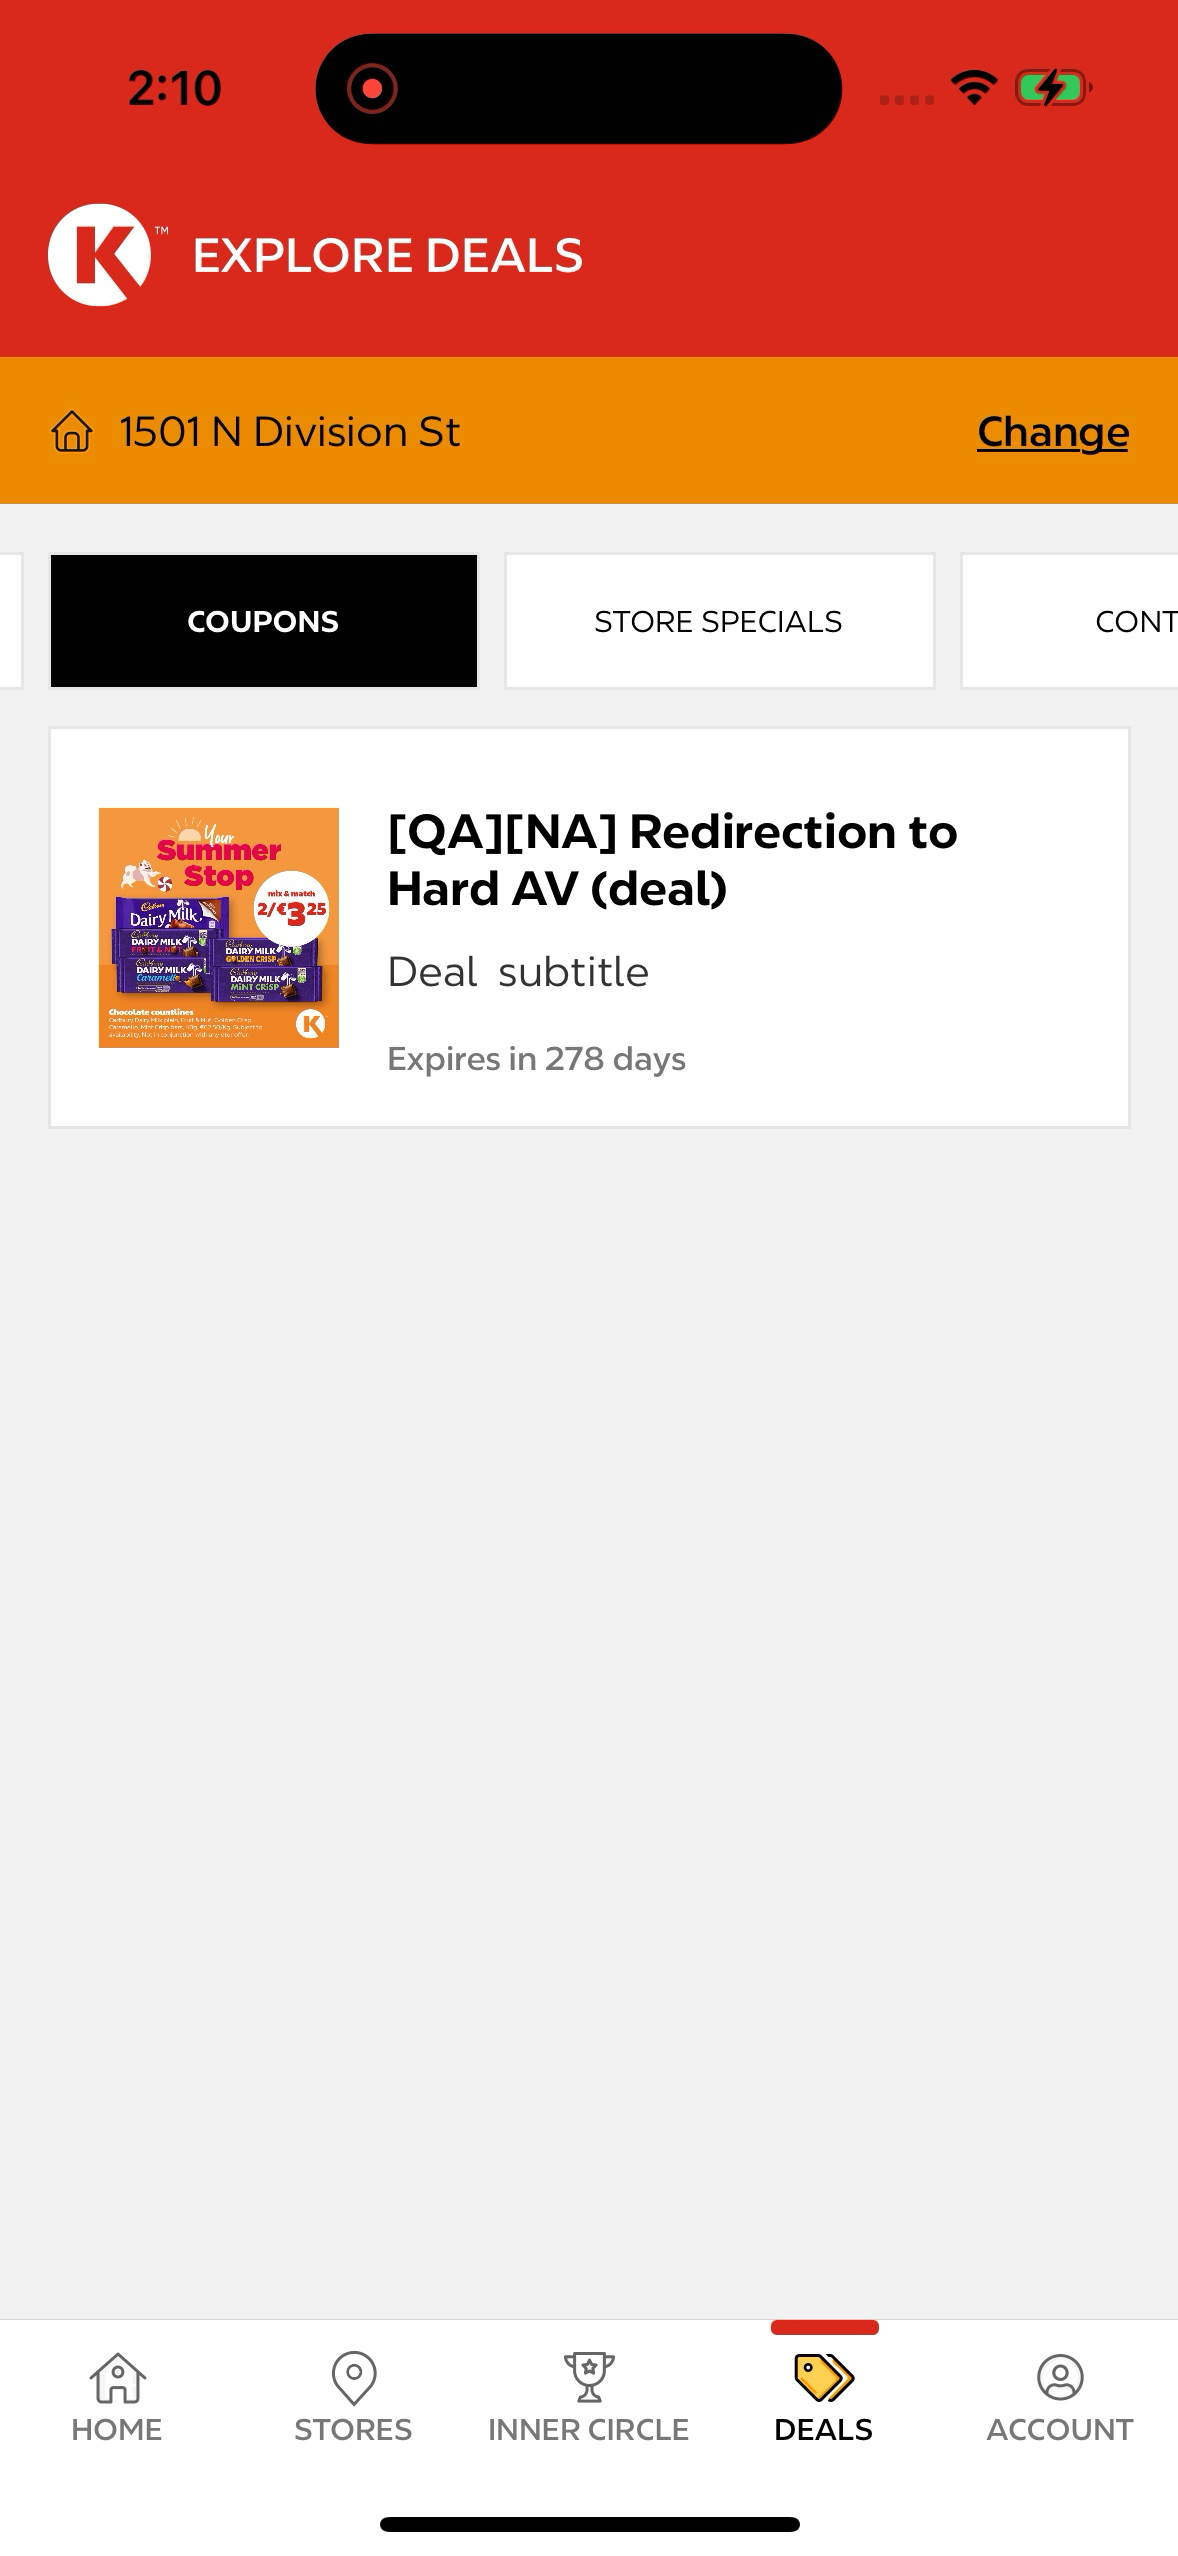 2:10
K™ EXPLORE DEALS
1501 N Division St
Change
COUPONS
STORE SPECIALS
CONT
Your
Summer
Stop
mix & match
2/€3.25
Cadbury
Dairy Milk
DAIRY MILK
FRUIT & NUT
DAIRY MILK
GOLDEN CRISP
DAIRY MILK
Caramello
DAIRY MILK
MINT CRISP
Chocolate countlines
K
[QA][NA] Redirection to
Hard AV (deal)
Deal  subtitle
Expires in 278 days
HOME
STORES
INNER CIRCLE
DEALS
ACCOUNT